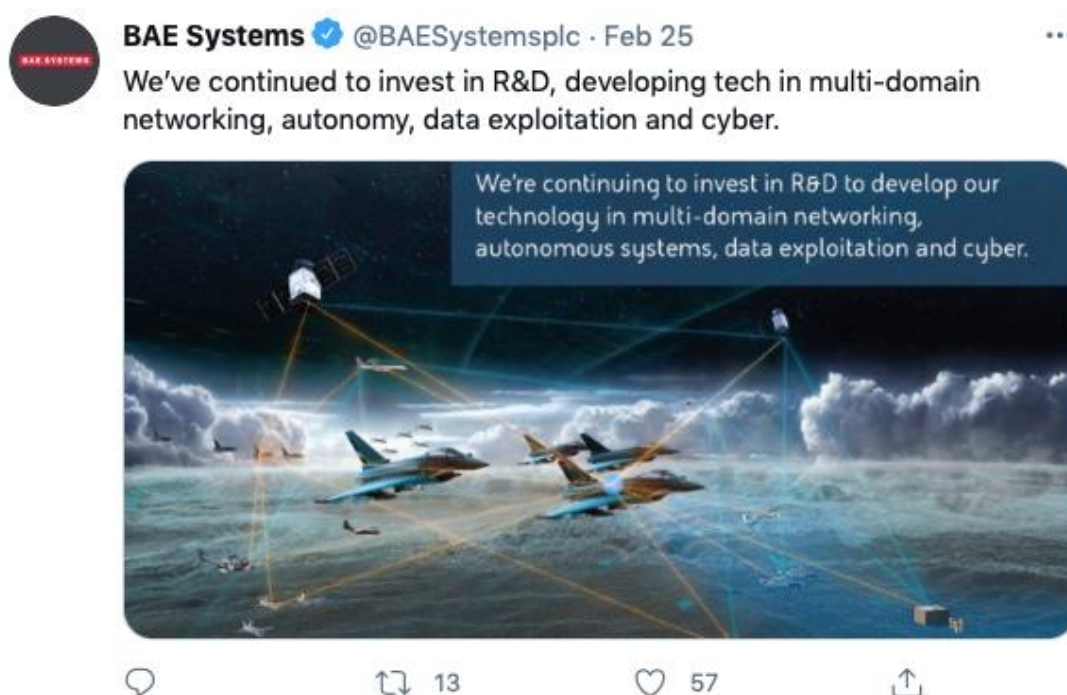 BAE SYSTEMS
BAE Systems @BAESystemsplc · Feb 25
We've continued to invest in R&D, developing tech in multi-domain
networking, autonomy, data exploitation and cyber.
We're continuing to invest in R&D to develop our
technology in multi-domain networking,
autonomous systems, data exploitation and cyber.
13 57